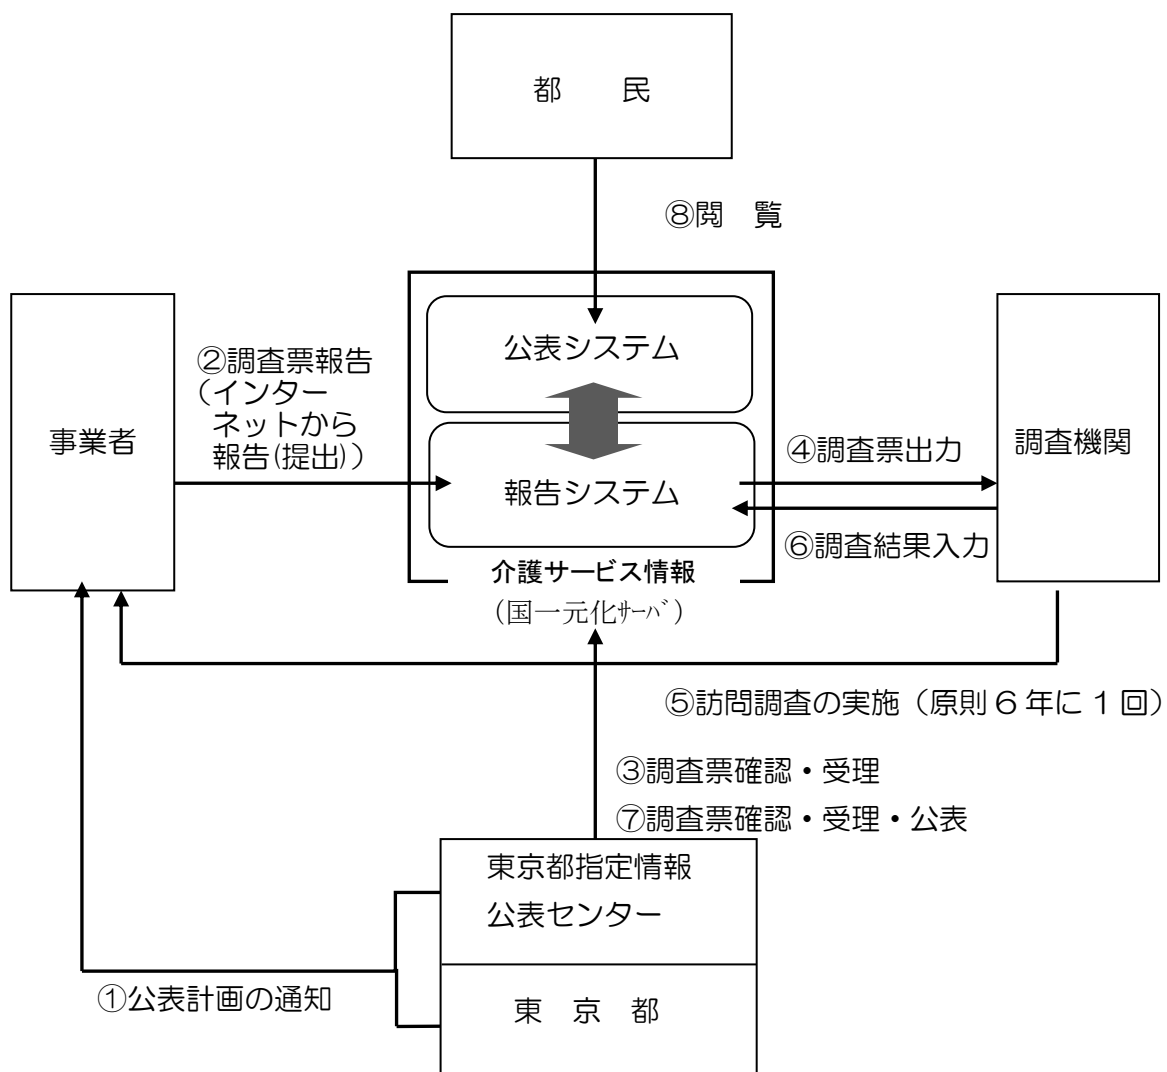 都　　民
⑧閲　覧
公表システム
②調査票報告
（インター
ネットから
報告(提出)）
事業者
調査機関
④調査票出力
報告システム
⑥調査結果入力
介護サービス情報
（国一元化ｻｰﾊﾞ）
⑤訪問調査の実施（原則６年に１回）
③調査票確認・受理
⑦調査票確認・受理・公表
東京都指定情報
公表センター
①公表計画の通知
東　京　都